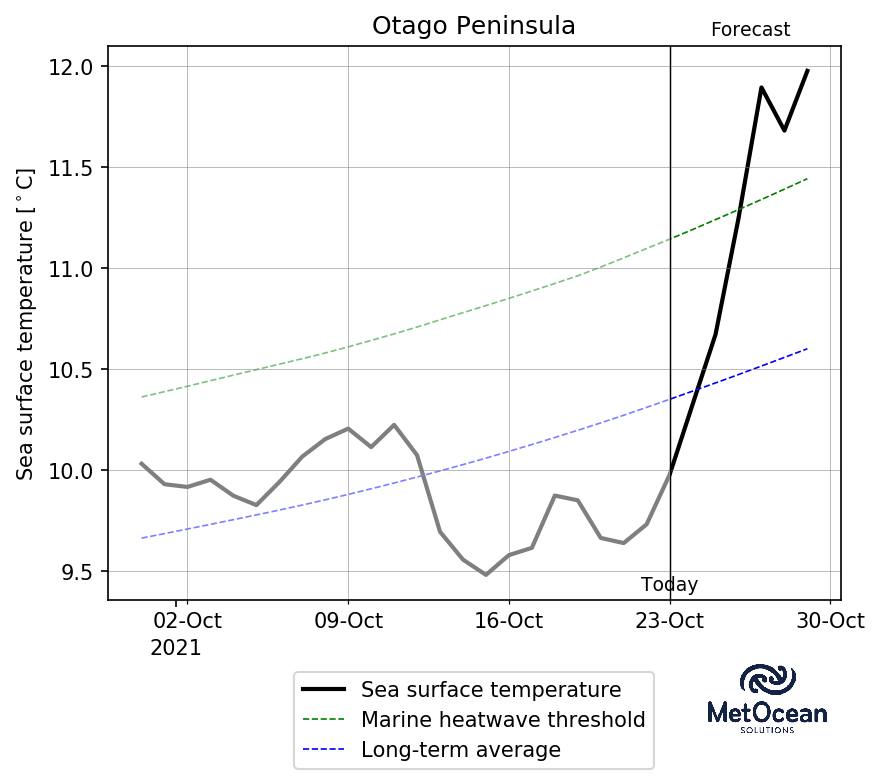 Otago Peninsula
Forecast
Sea surface temperature [°C]
12.0
11.5
11.0
10.5
10.0
9.5
Today
02-Oct
09-Oct
16-Oct
23-Oct
30-Oct
2021
Sea surface temperature
Marine heatwave threshold
Long-term average
MetOcean
SOLUTIONS